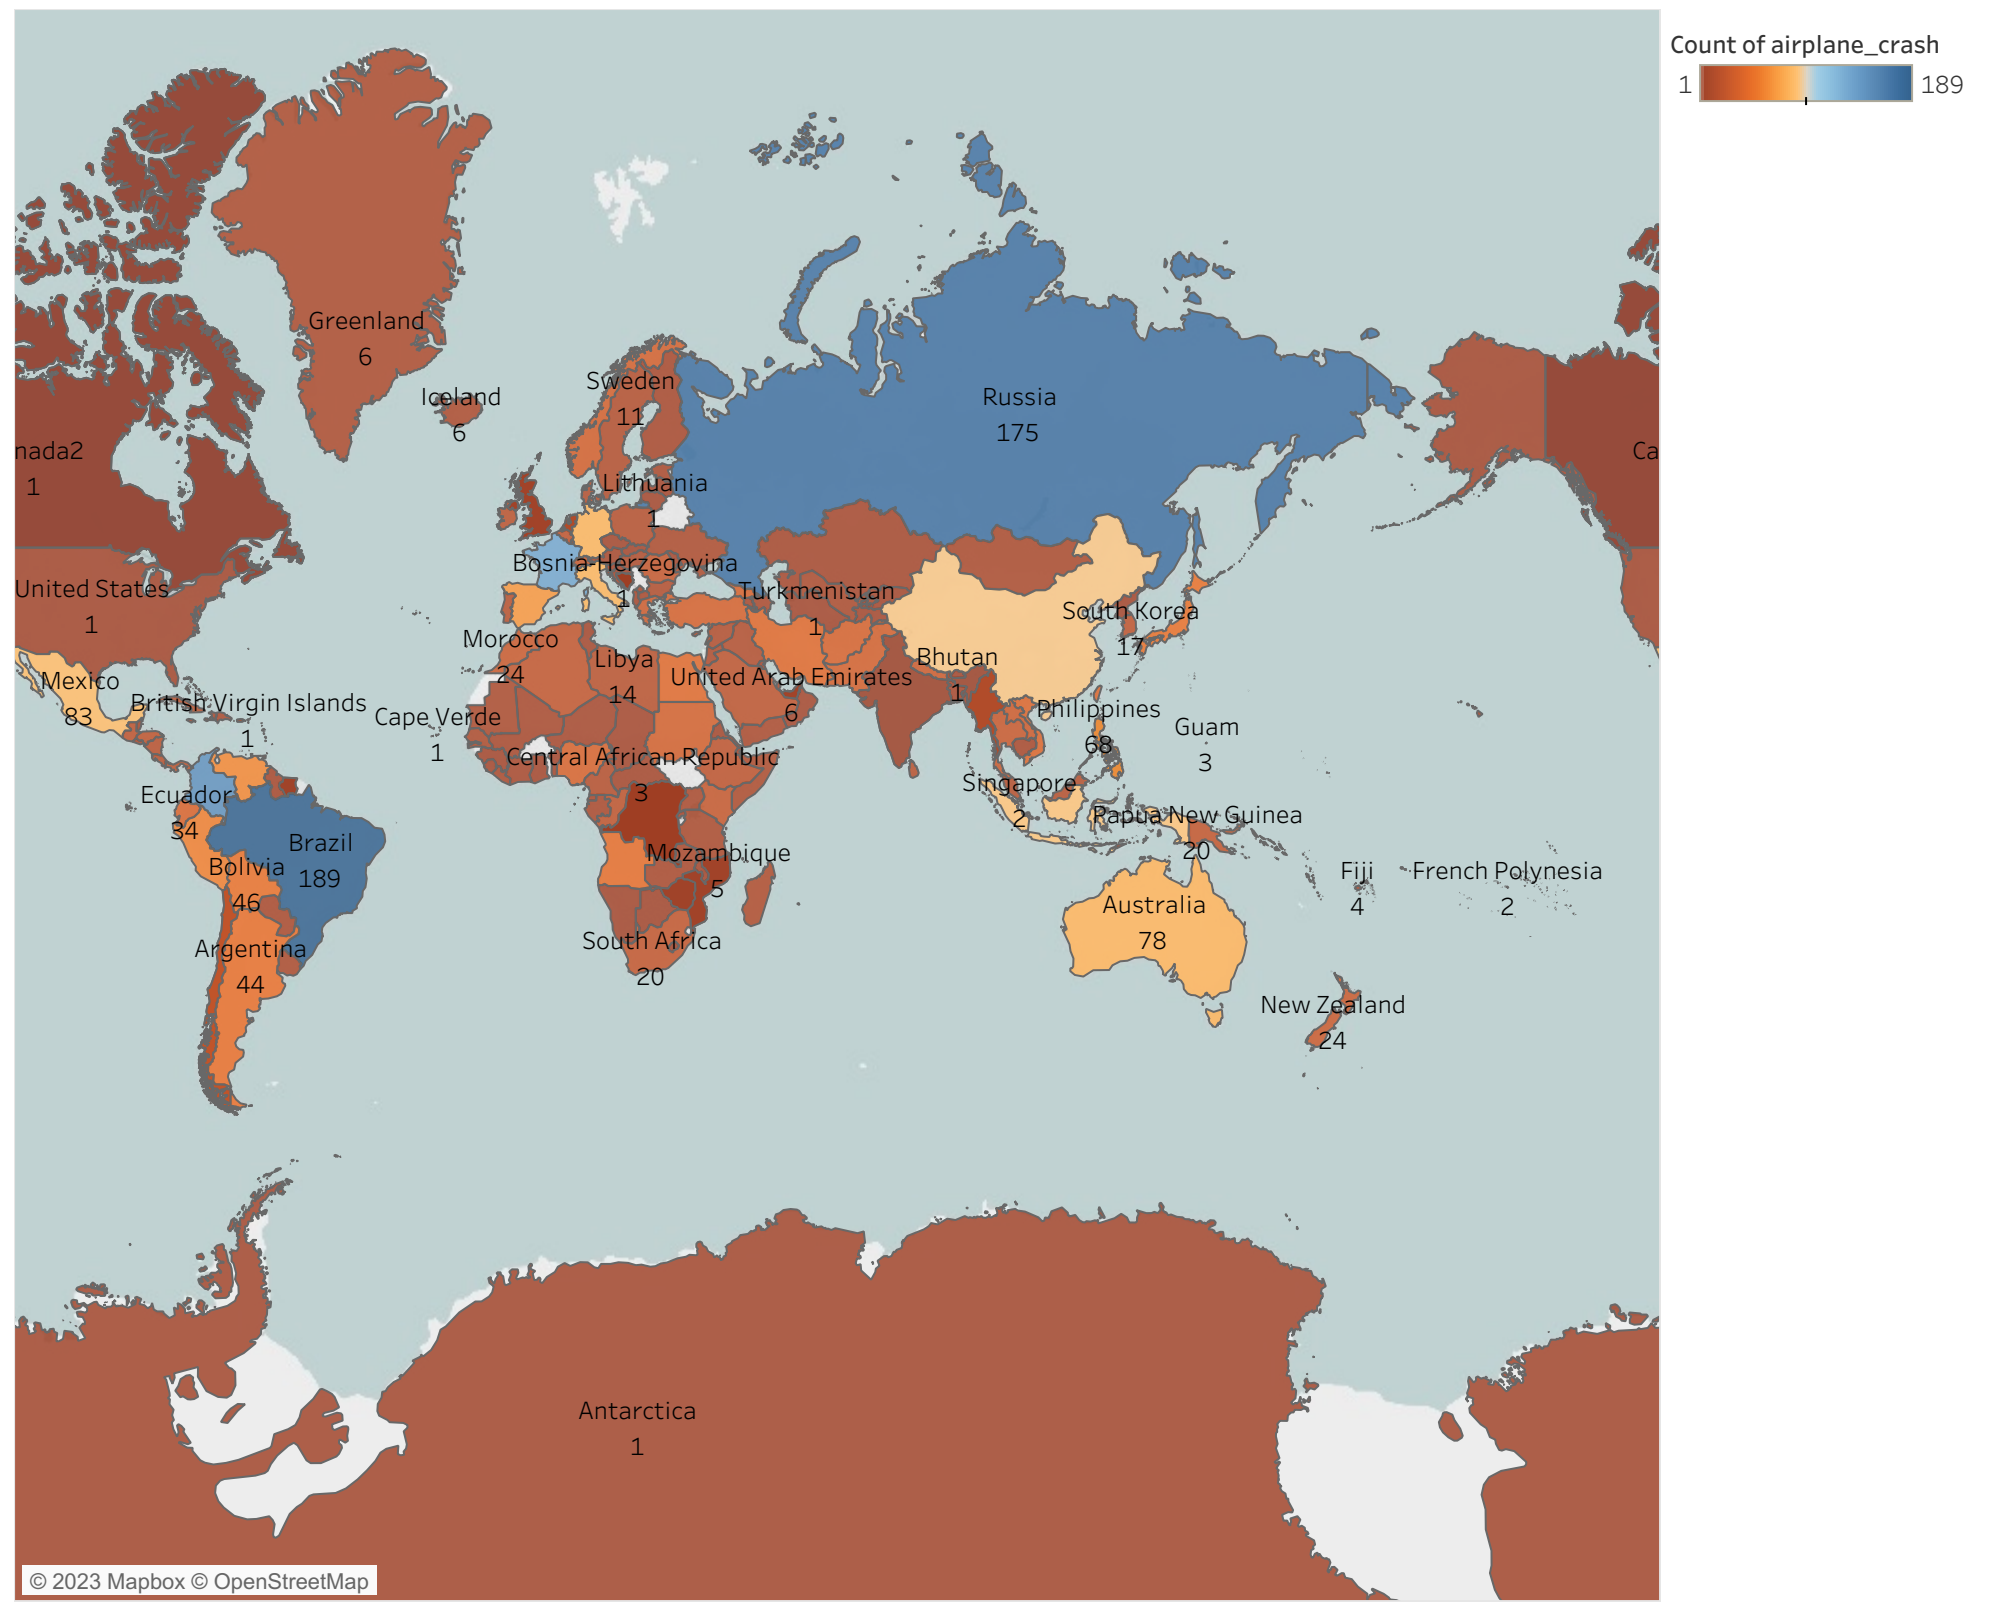 Count of airplane_crash
1
189
Greenland
6
Iceland
6
Sweden
11
Russia
175
nada2
1
Ca
Lithuania
1
Bosnia-Herzegovina
1
United States
1
Turkmenistan
1
South Korea
17
Morocco
24
Libya
14
Bhutan
1
United Arab Emirates
6
Mexico
83
British Virgin Islands
1
Cape Verde
1
Philippines
68
Guam
3
Central African Republic
3
Singapore
2
Ecuador
34
Papua New Guinea
20
Brazil
189
Mozambique
5
Bolivia
46
Fiji
4
French Polynesia
2
Australia
78
South Africa
20
Argentina
44
New Zealand
24
Antarctica
1
© 2023 Mapbox © OpenStreetMap